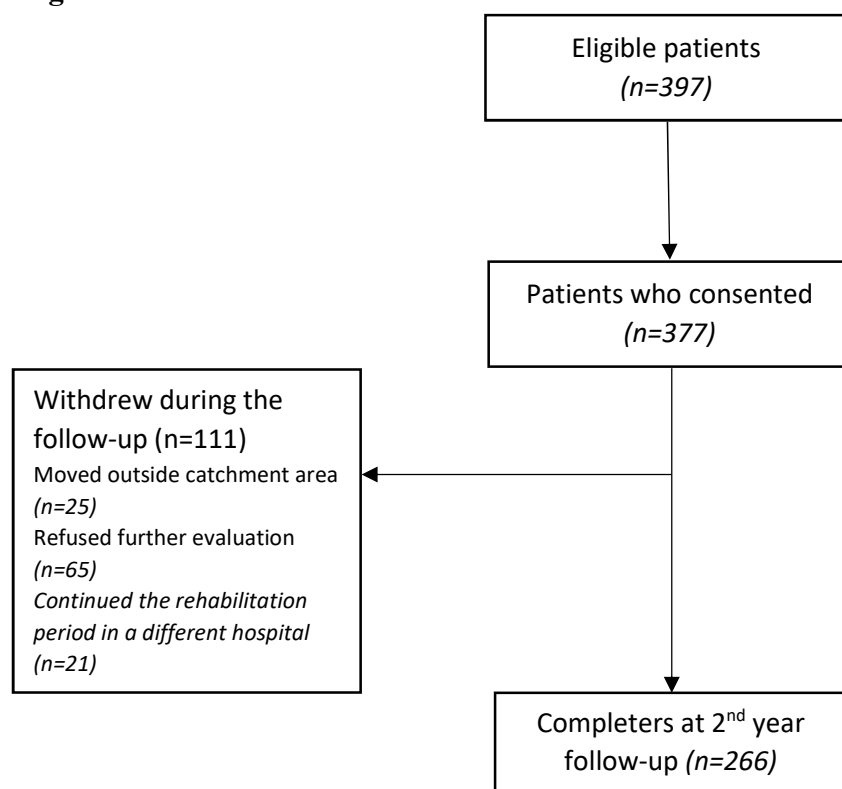 Eligible patients
(n=397)
Patients who consented
(n=377)
Withdrew during the
follow-up (n=111)
Moved outside catchment area
(n=25)
Refused further evaluation
(n=65)
Continued the rehabilitation
period in a different hospital
(n=21)
Completers at 2nd year
follow-up (n=266)